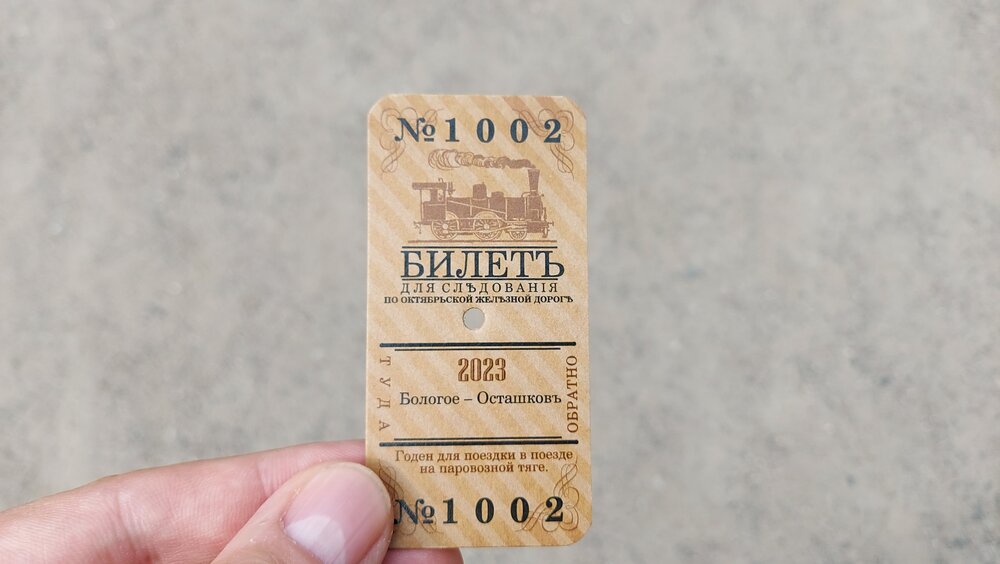 №1002
БИЛЕТЪ
ДЛЯ СЛѢДОВАНІЯ
ПО ОКТЯБРЬСКОЙ ЖЕЛѢЗНОЙ ДОРОГѢ
ТУДА
2023
Бологое – Осташковъ
ОБРАТНО
Годен для поездки в поезде
на паровозной тяге.
№1002